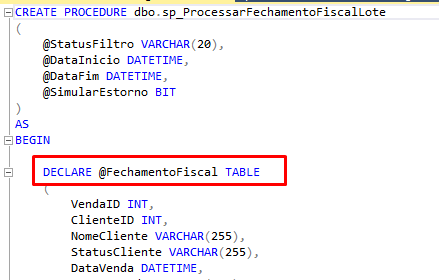 CREATE PROCEDURE dbo.sp_ProcessarFechamentoFiscalLote
(
@StatusFiltro VARCHAR(20),
@DataInicio DATETIME,
@DataFim DATETIME,
@SimularEstorno BIT
)
AS
BEGIN
DECLARE @FechamentoFiscal TABLE
(
VendaID INT,
ClienteID INT,
NomeCliente VARCHAR(255),
StatusCliente VARCHAR(255),
DataVenda DATETIME,